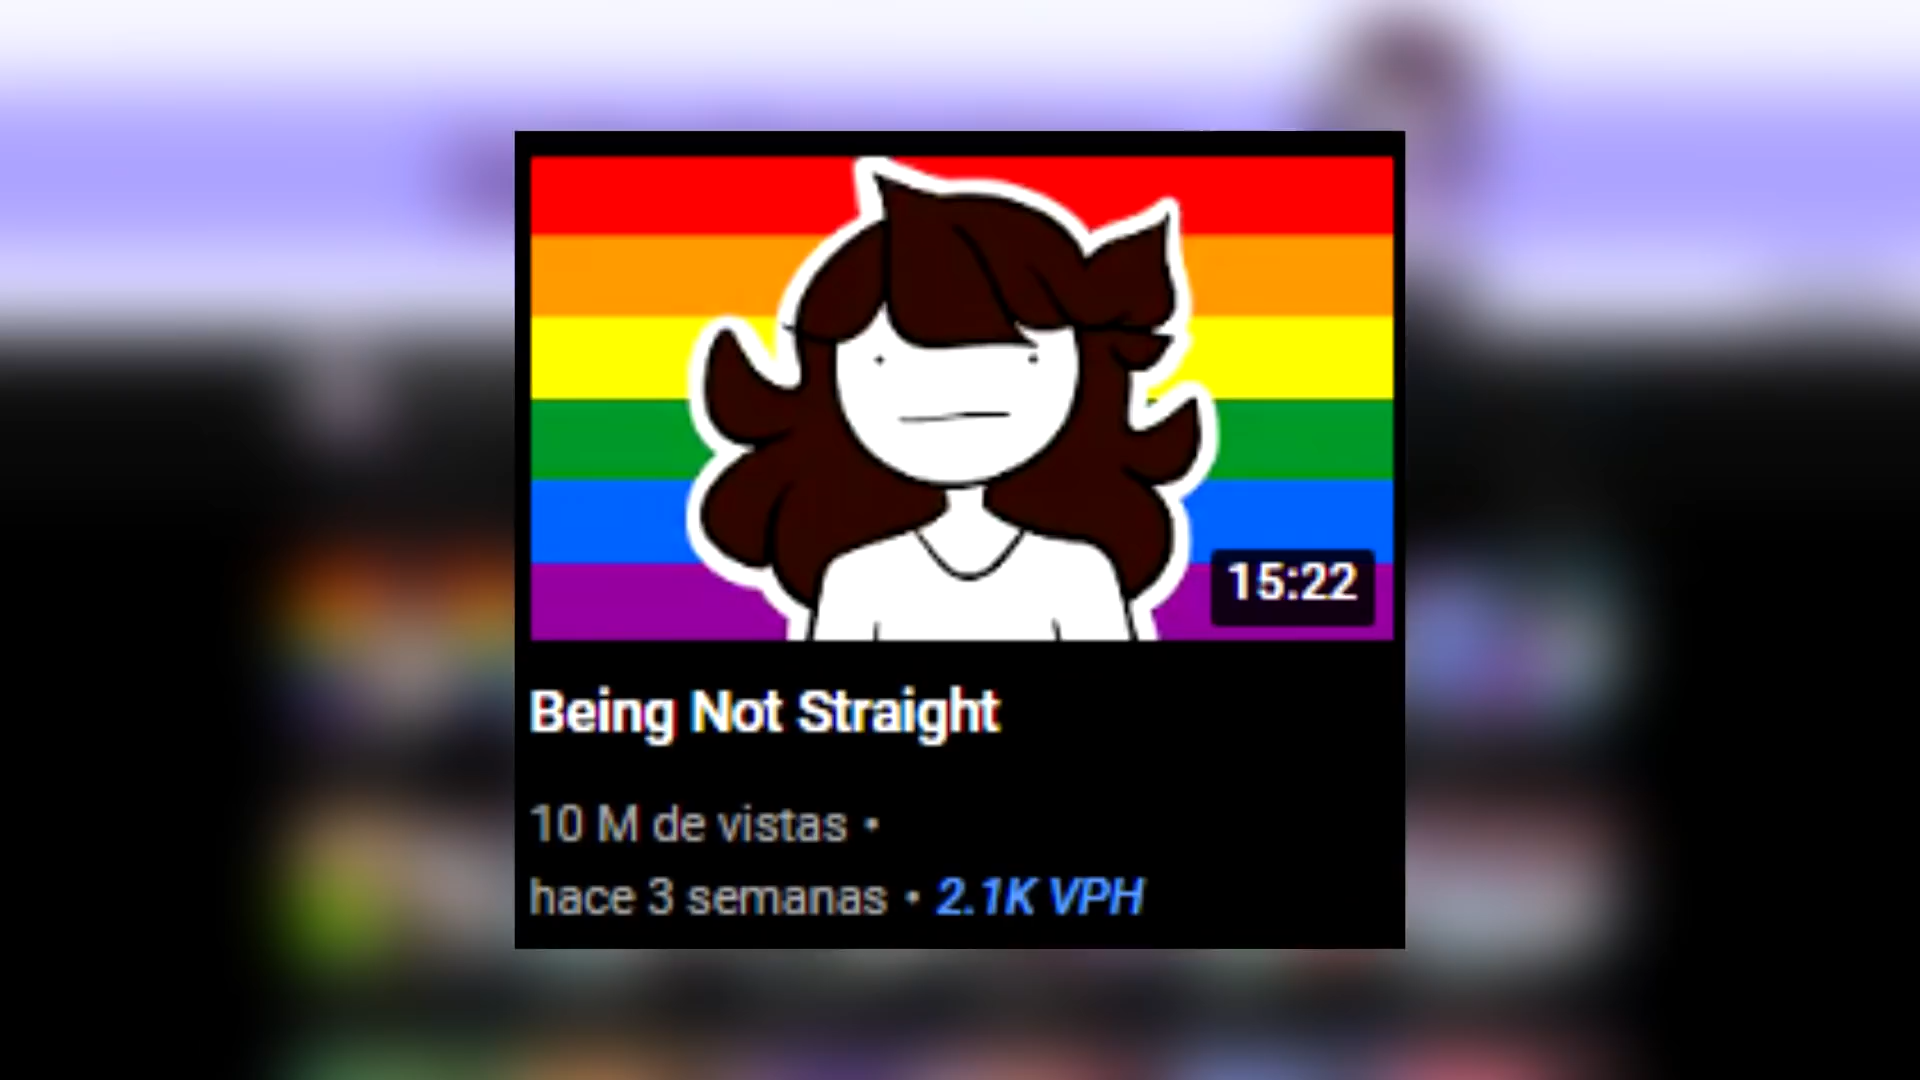 15:22
Being Not Straight
10 M de vistas •
hace 3 semanas • 2.1K VPH